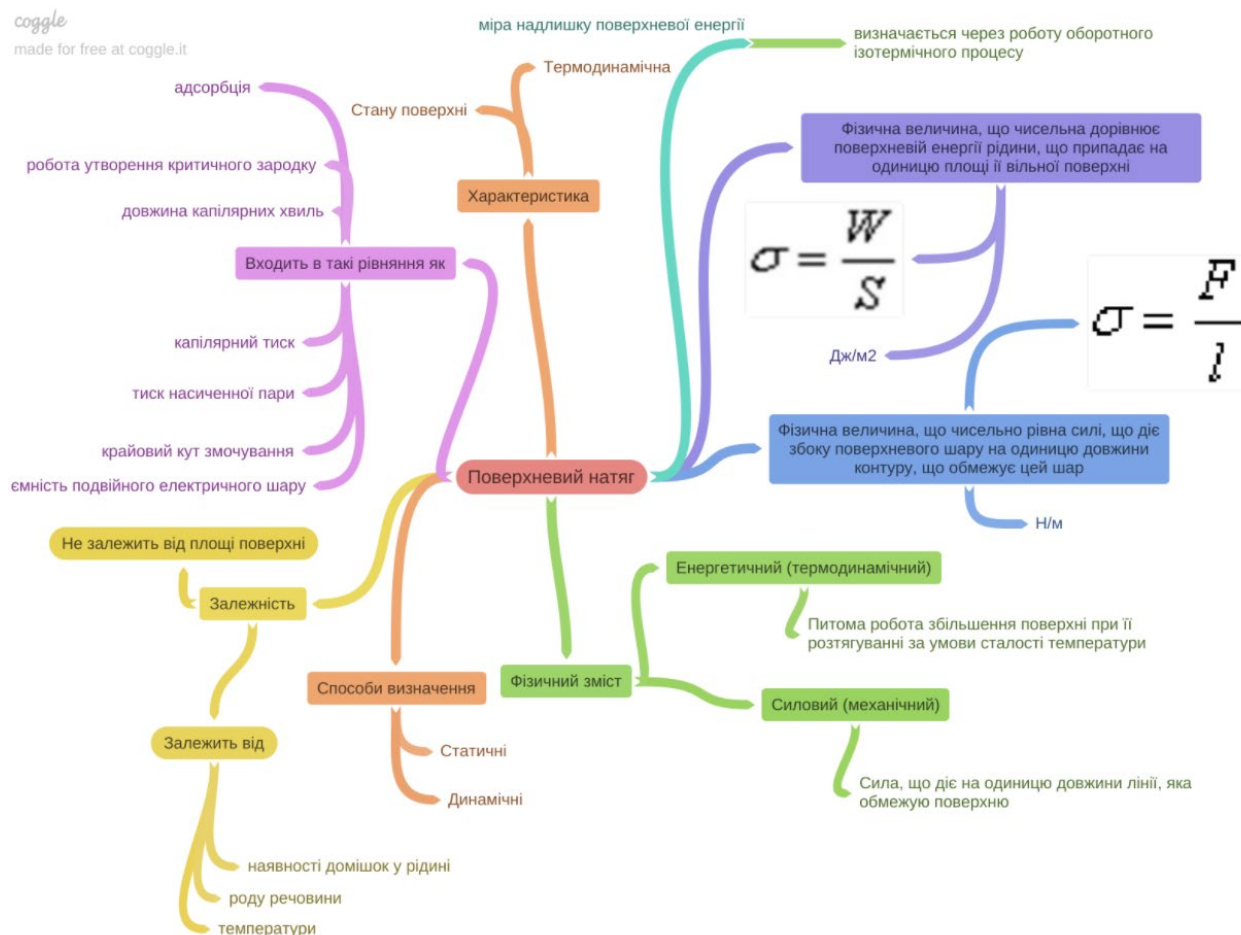 coggle
made for free at coggle.it
міра надлишку поверхневої енергії
визначається через роботу оборотного
ізотермічного процесу
Термодинамічна
Стану поверхні
Характеристика
адсорбція
робота утворення критичного зародку
довжина капілярних хвиль
Входить в такі рівняння як
капілярний тиск
тиск насиченної пари
крайовий кут змочування
ємність подвійного електричного шару
Фізична величина, що чисельна дорівнює
поверхневій енергії рідини, що припадає на
одиницю площі її вільної поверхні
σ = W/S
Дж/м2
σ = F/l
Фізична величина, що чисельно рівна силі, що діє
збоку поверхневого шару на одиницю довжини
контуру, що обмежує цей шар
Н/м
Поверхневий натяг
Не залежить від площі поверхні
Залежність
Залежить від
наявності домішок у рідині
роду речовини
температури
Способи визначення
Статичні
Динамічні
Фізичний зміст
Енергетичний (термодинамічний)
Питома робота збільшення поверхні при її
розтягуванні за умови сталості температури
Силовий (механічний)
Сила, що діє на одиницю довжини лінії, яка
обмежую поверхню